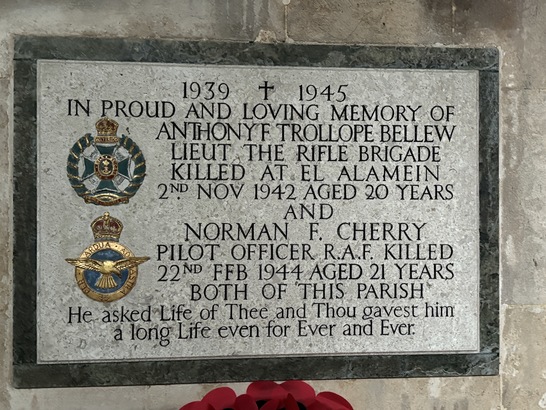 1939 ✝ 1945
IN PROUD AND LOVING MEMORY OF
ANTHONY F TROLLOPE BELLEW
LIEUT THE RIFLE BRIGADE
KILLED AT EL ALAMEIN
2ND NOV 1942 AGED 20 YEARS
AND
NORMAN F. CHERRY
PILOT OFFICER R.A.F. KILLED
22ND FEB 1944 AGED 21 YEARS
BOTH OF THIS PARISH
He asked Life of Thee and Thou gavest him
a long Life even for Ever and Ever.